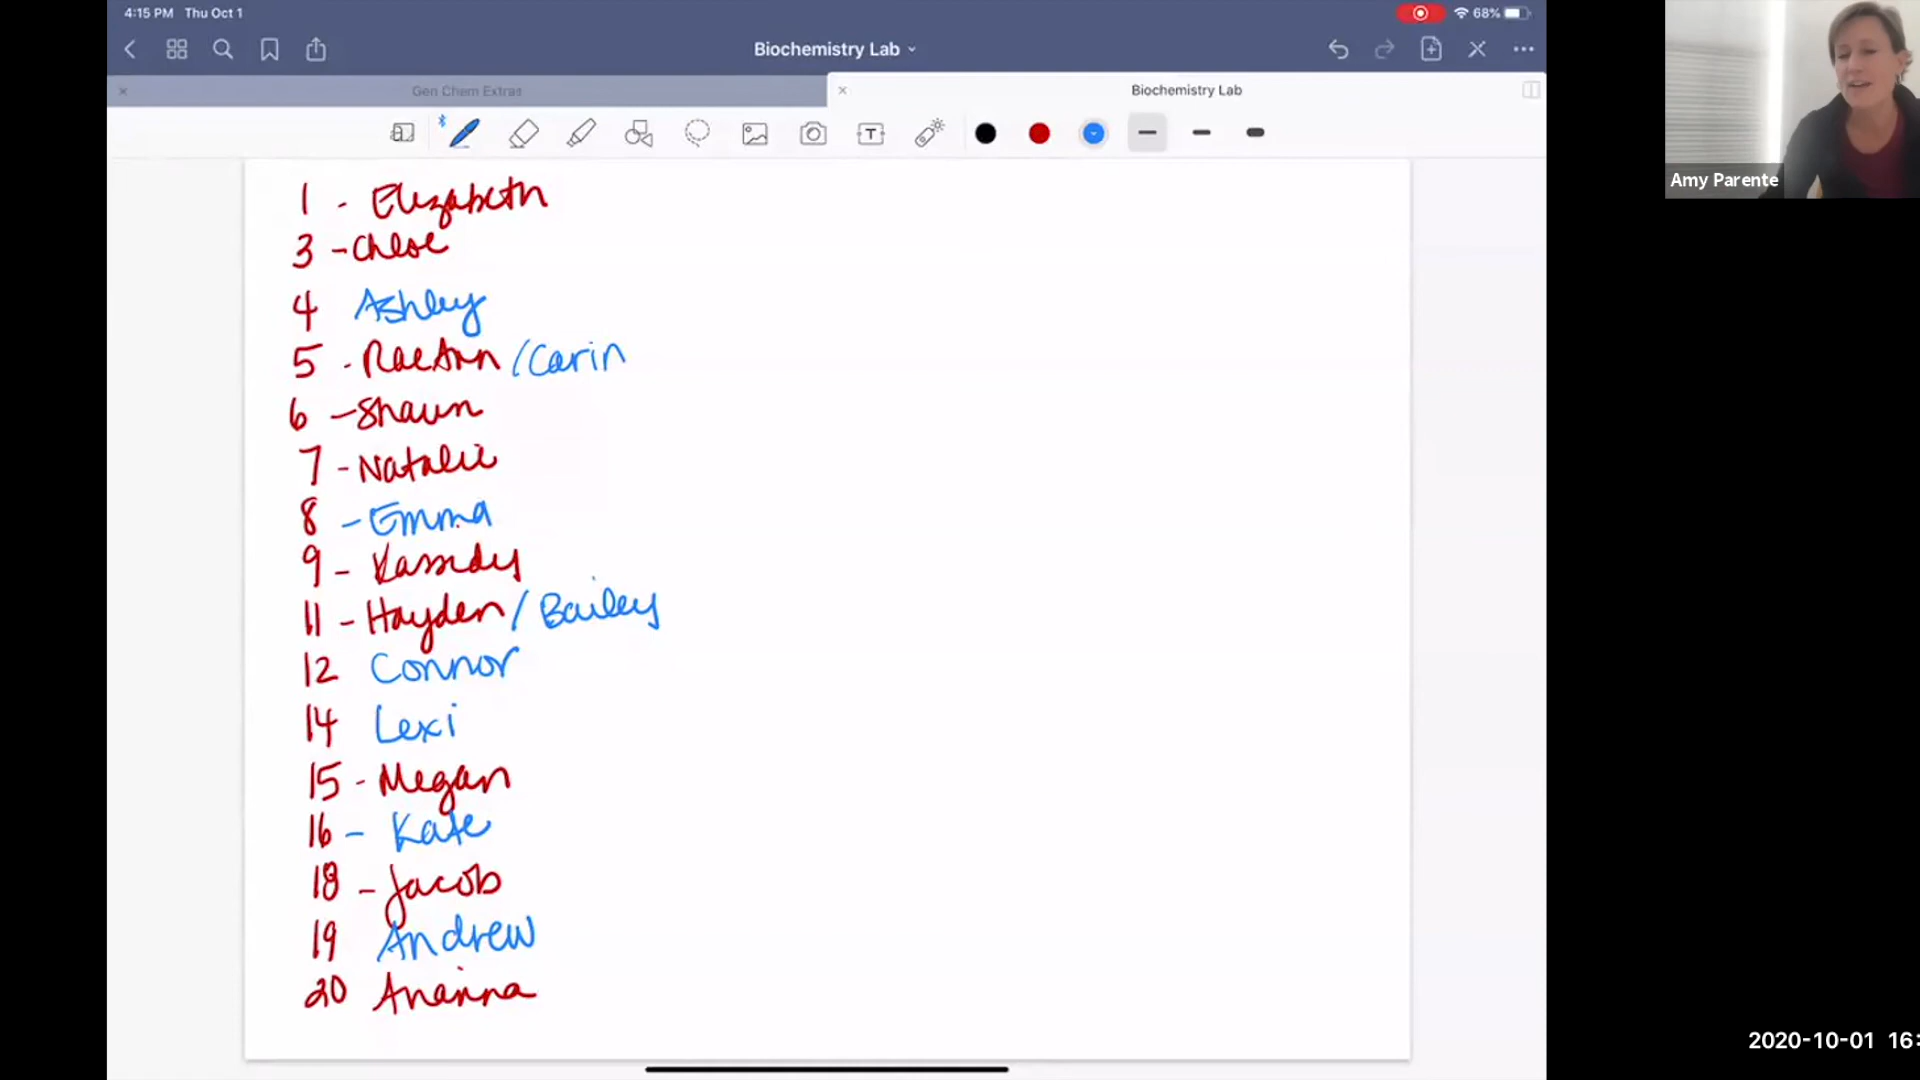 4:15 PM Thu Oct 1
68%
Biochemistry Lab
Gen Chem Extras
Biochemistry Lab
T
Amy Parente
1 - Elizabeth
3 - Chloe
4 Ashley
5 - RaeAnn / Carin
6 - Shaun
7 - Natalie
8 - Emma
9 - Kassidy
11 - Hayden / Bailey
12 Connor
14 Lexi
15 - Megan
16 - Kate
18 - Jacob
19 Andrew
20
2020-10-01 16: